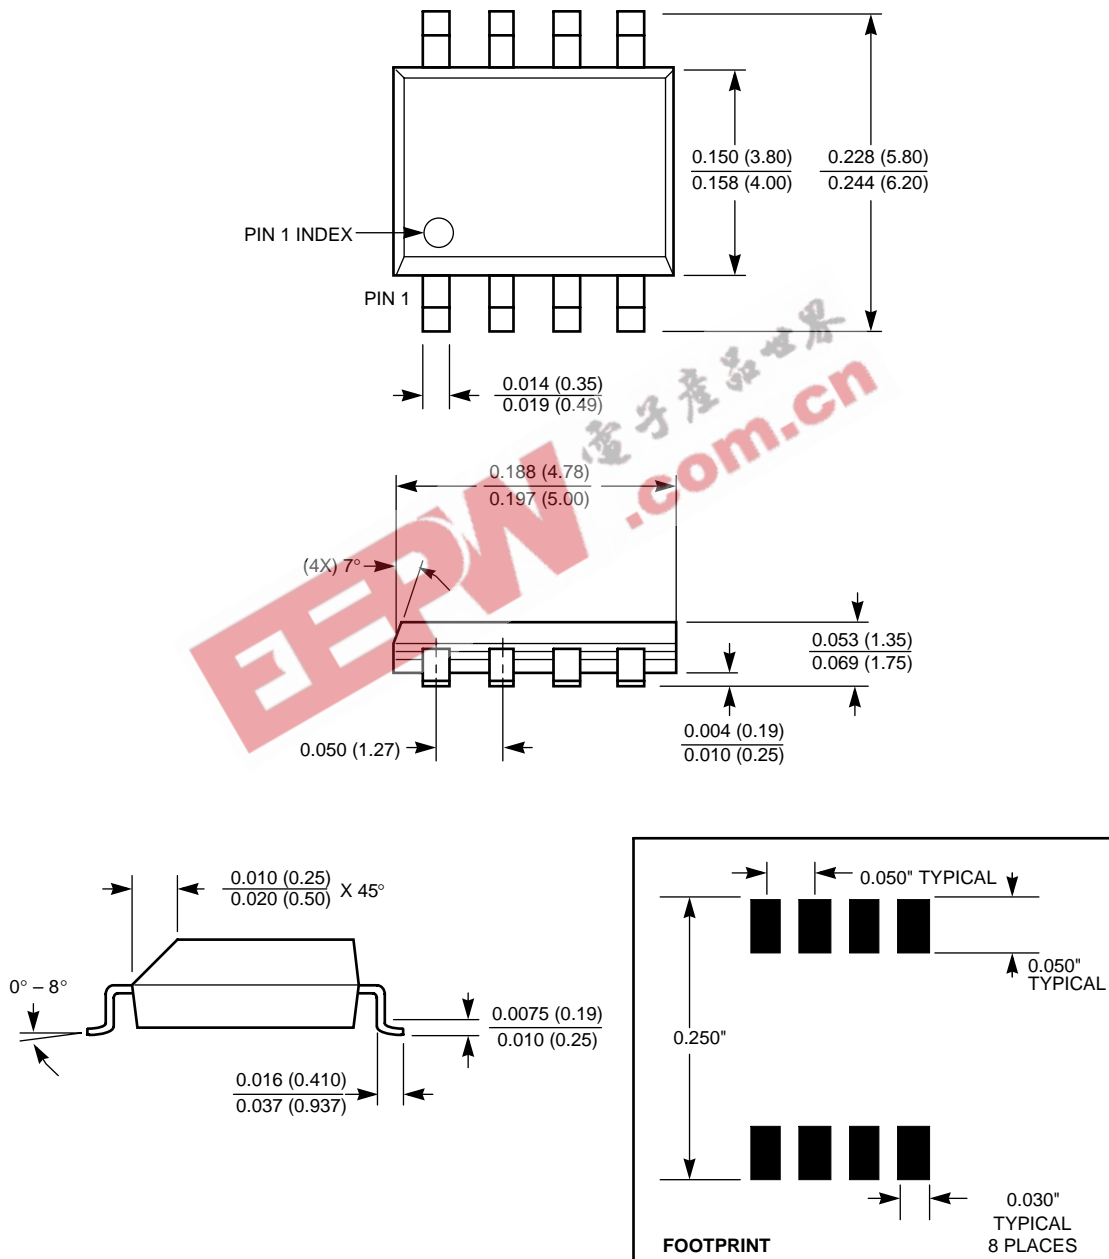 0.150 (3.80)
0.158 (4.00)
0.228 (5.80)
0.244 (6.20)
PIN 1 INDEX
PIN 1
0.014 (0.35)
0.019 (0.49)
電子產品世界
.com.cn
EEPW
0.188 (4.78)
0.197 (5.00)
(4X) 7°
0.053 (1.35)
0.069 (1.75)
0.004 (0.19)
0.010 (0.25)
0.050 (1.27)
0.010 (0.25)
0.020 (0.50)
X 45°
0° – 8°
0.0075 (0.19)
0.010 (0.25)
0.016 (0.410)
0.037 (0.937)
0.050" TYPICAL
0.050"
TYPICAL
0.250"
0.030"
TYPICAL
8 PLACES
FOOTPRINT